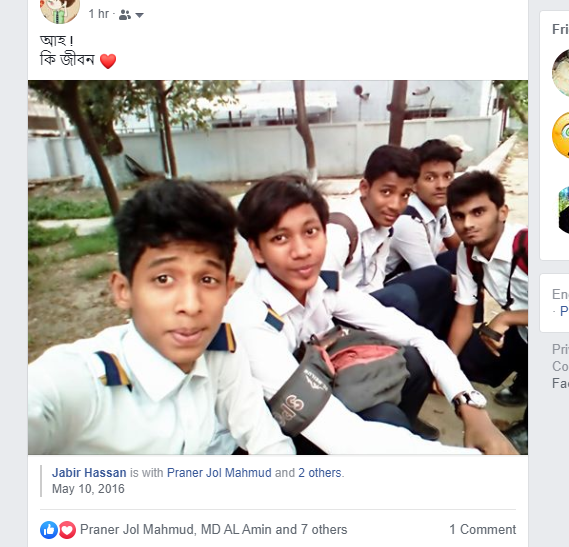 1 hr ·
আহ !
কি জীবন
Jabir Hassan is with Praner Jol Mahmud and 2 others.
May 10, 2016
Praner Jol Mahmud, MD AL Amin and 7 others
1 Comment
Fri
En
· P
Pri
Co
Fa